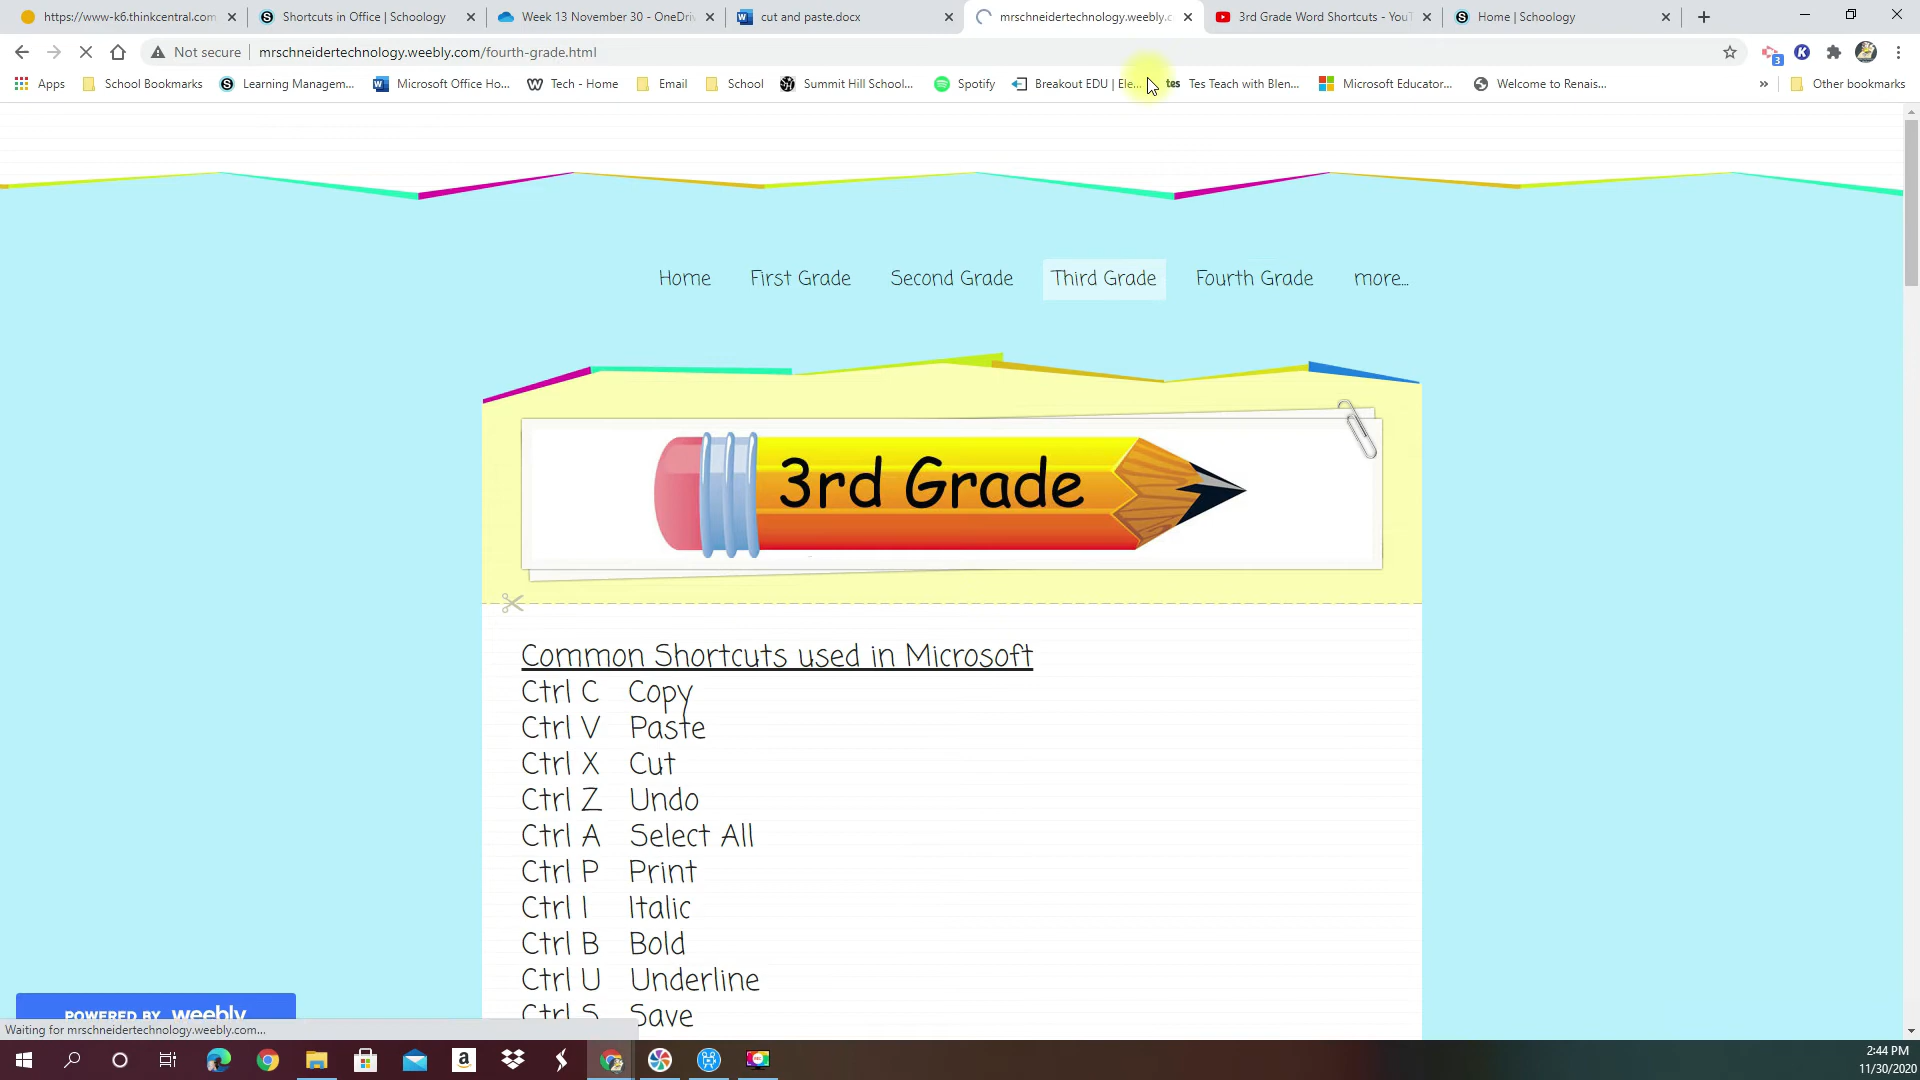 https://www-k6.thinkcentral.com
Shortcuts in Office | Schoology
Week 13 November 30 - OneDri
cut and paste.docx
mrschneidertechnology.weebly.c
3rd Grade Word Shortcuts - YouT
Home | Schoology
Not secure
mrschneidertechnology.weebly.com/fourth-grade.html
3
Apps
School Bookmarks
Learning Managem...
Microsoft Office Ho...
Tech - Home
Email
School
Summit Hill School...
Spotify
Breakout EDU | Ele...
tes
Tes Teach with Blen...
Microsoft Educator...
Welcome to Renais...
»
Other bookmarks
Home
First Grade
Second Grade
Third Grade
Fourth Grade
more...
3rd Grade
Common Shortcuts used in Microsoft
Ctrl C Copy
Ctrl V Paste
Ctrl X Cut
Ctrl Z Undo
Ctrl A Select All
Ctrl P Print
Ctrl I Italic
Ctrl B Bold
Ctrl U Underline
Ctrl S Save
POWERED BY weebly
Waiting for mrschneidertechnology.weebly.com...
2:44 PM
11/30/2020